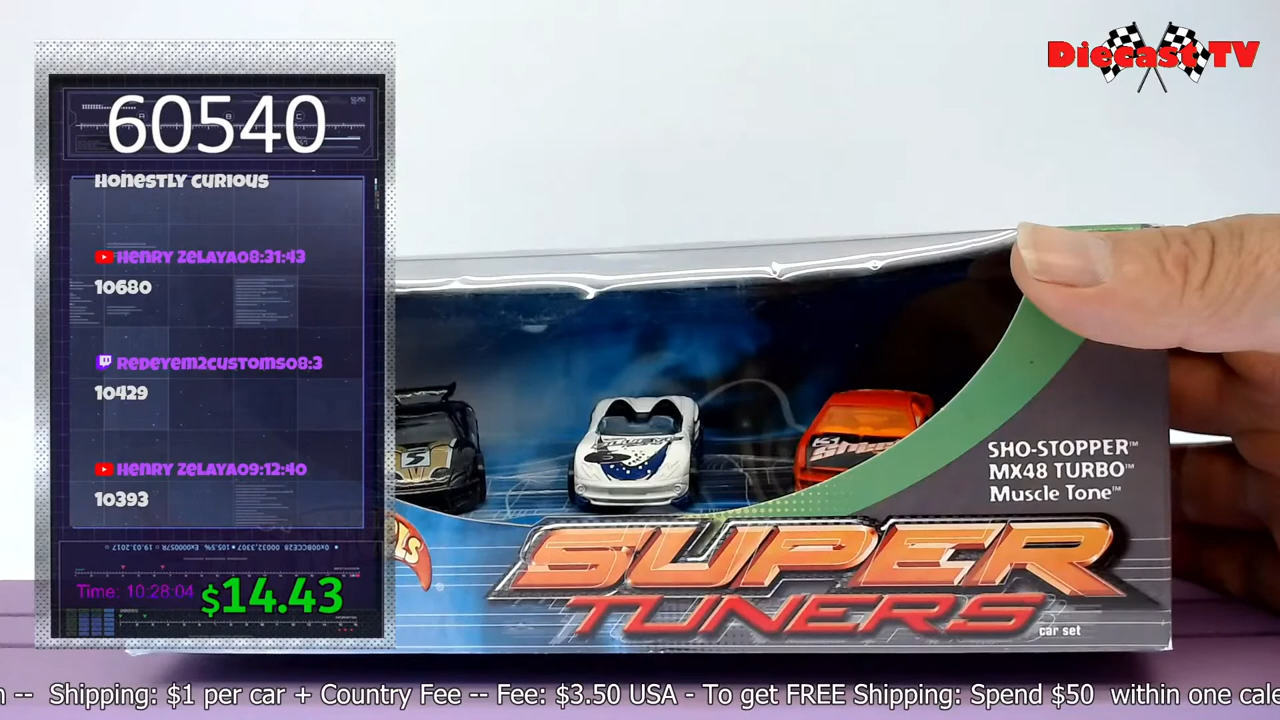 Diecast TV
60540
Honestly curious
Henry Zelaya08:31:43
10680
RedEyeM2Customs08:3
10429
Henry Zelaya09:12:40
10393
Time: 10:28:04
$14.43
5
SHO-STOPPER™
MX48 TURBO™
Muscle Tone™
SUPER
TUNERS
car set
-- Shipping: $1 per car + Country Fee -- Fee: $3.50 USA - To get FREE Shipping: Spend $50 within one cale